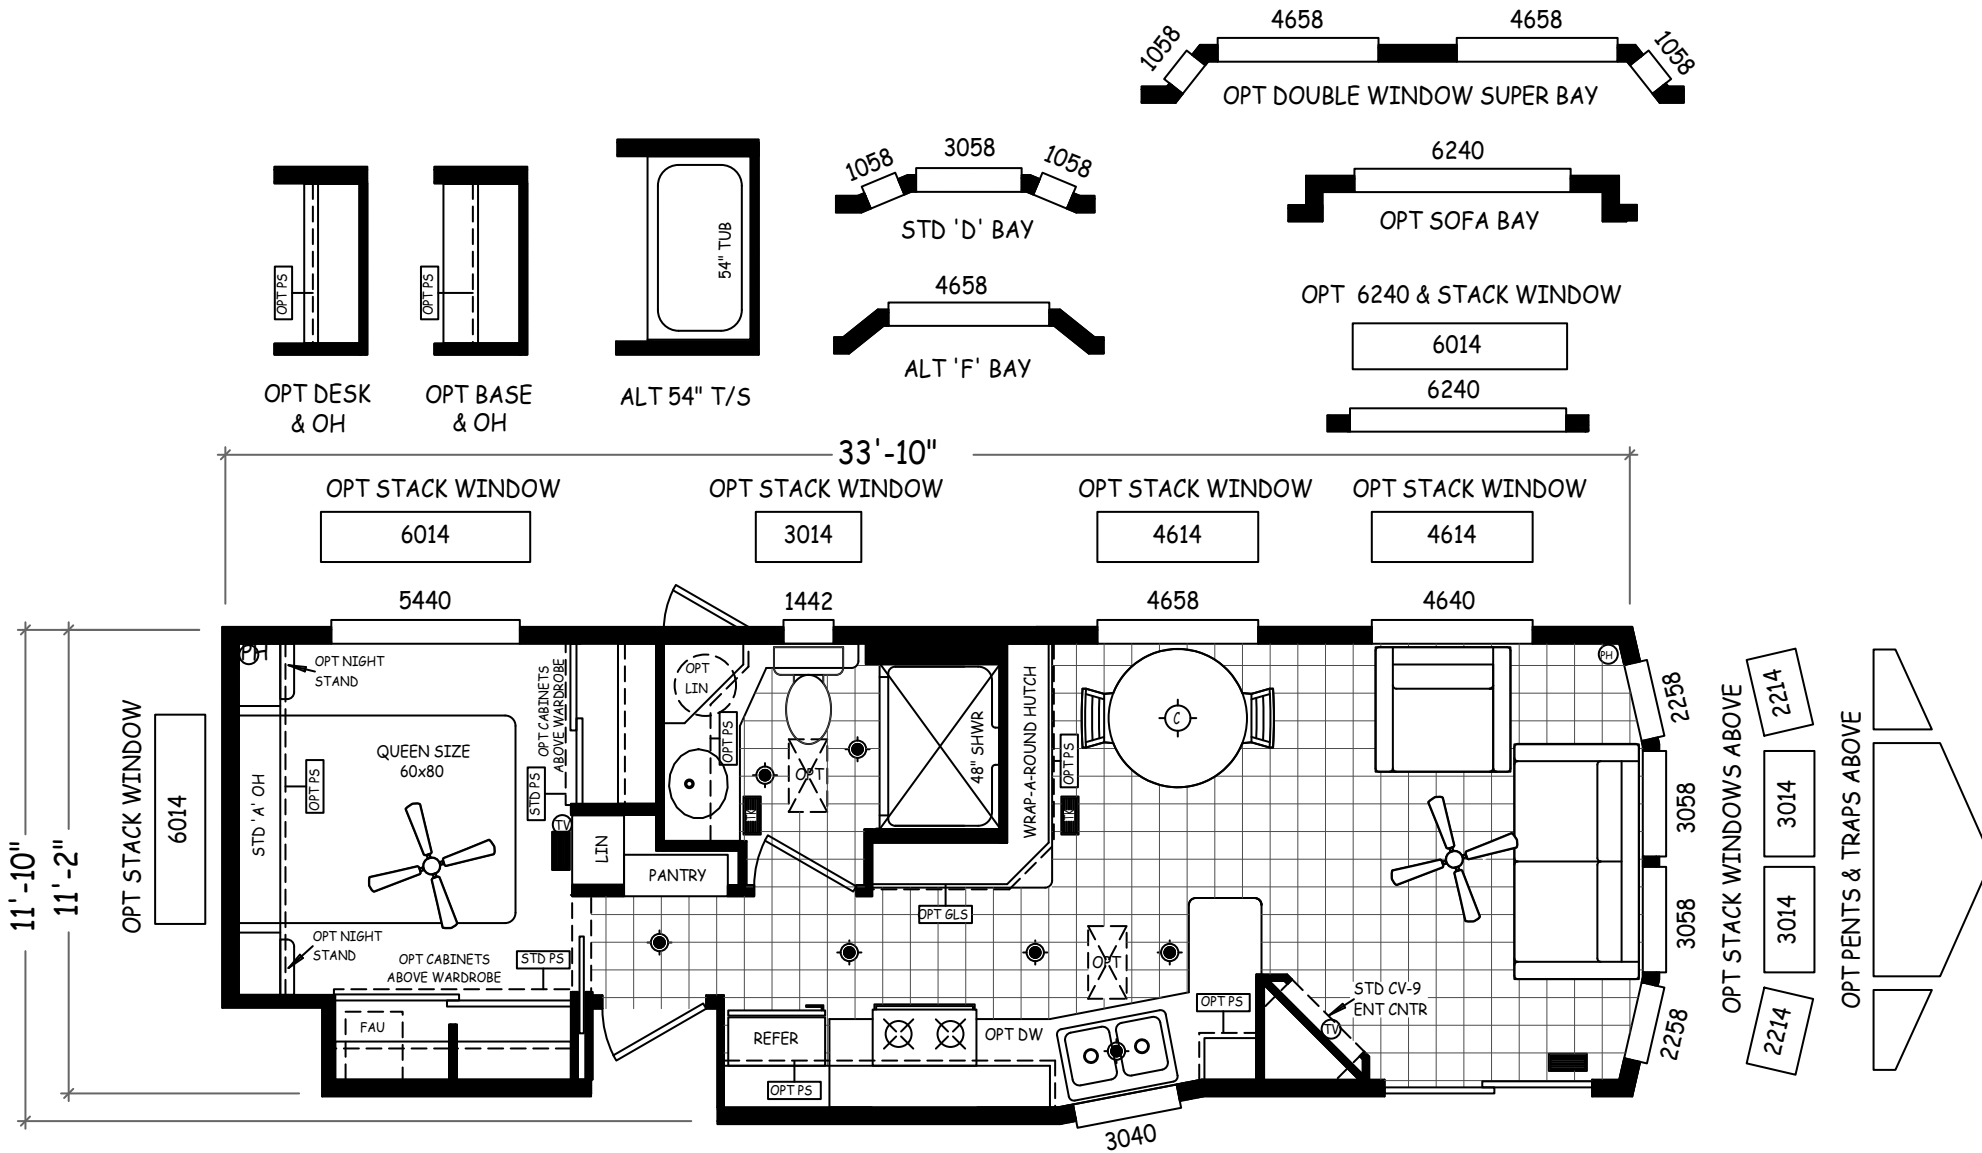 4658
4658
1058
1058
OPT DOUBLE WINDOW SUPER BAY
1058
3058
1058
STD 'D' BAY
6240
OPT SOFA BAY
OPT PS
OPT DESK
& OH
OPT PS
OPT BASE
& OH
54" TUB
ALT 54" T/S
4658
ALT 'F' BAY
OPT 6240 & STACK WINDOW
6014
6240
33'-10"
OPT STACK WINDOW
6014
OPT STACK WINDOW
3014
OPT STACK WINDOW
4614
OPT STACK WINDOW
4614
5440
1442
4658
4640
11'-10"
11'-2"
OPT STACK WINDOW
6014
PH
OPT NIGHT
STAND
STD 'A' OH
OPT PS
QUEEN SIZE
60x80
OPT NIGHT
STAND
OPT CABINETS
ABOVE WARDROBE
STD PS
TV
OPT CABINETS
ABOVE WARDROBE
STD PS
FAU
LIN
PANTRY
OPT
LIN
OPT PS
OPT
TK
48" SHWR
WRAP-A-ROUND HUTCH
OPT PS
TK
OPT GLS
C
PH
OPT
REFER
OPT PS
OPT DW
OPT PS
STD CV-9
ENT CNTR
TV
3040
2258
3058
3058
2258
OPT STACK WINDOWS ABOVE
2214
3014
3014
2214
OPT PENTS & TRAPS ABOVE